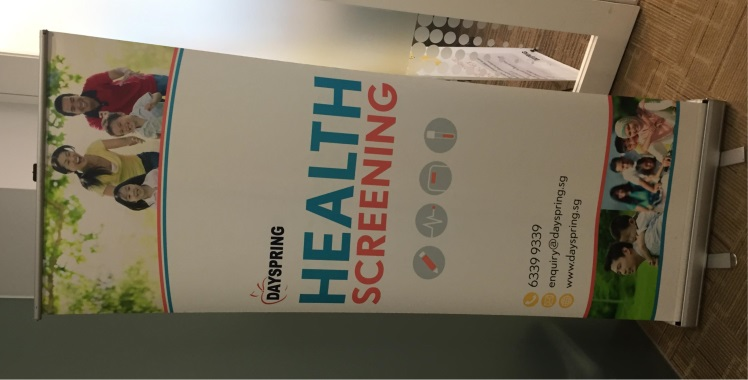 DAYSPRING
HEALTH
SCREENING
6339 9339
enquiry@dayspring.sg
www.dayspring.sg